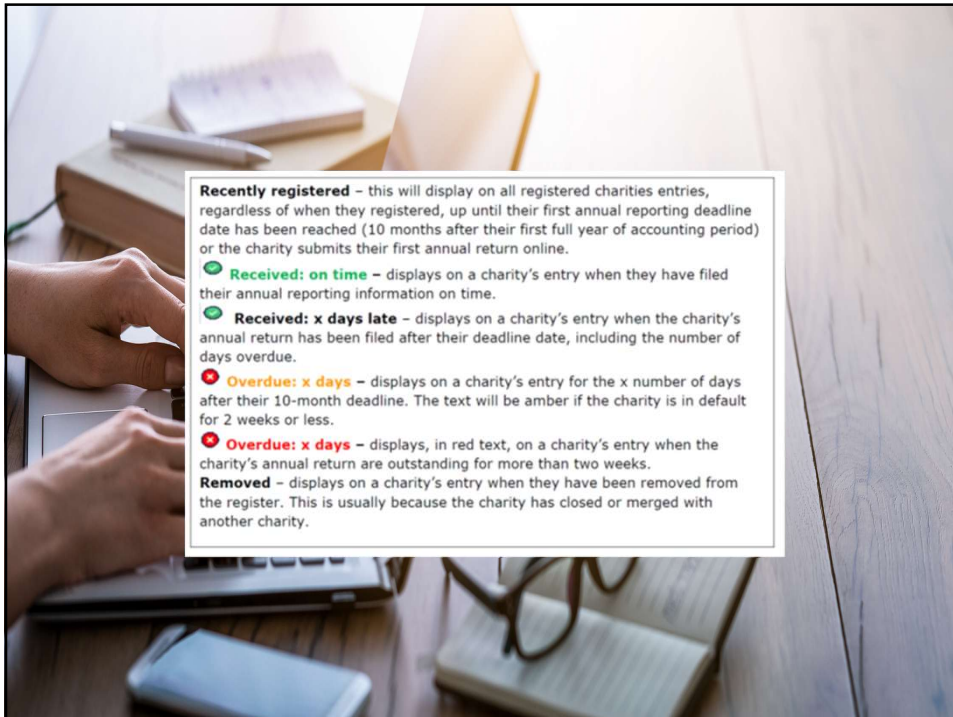 Recently registered – this will display on all registered charities entries,
regardless of when they registered, up until their first annual reporting deadline
date has been reached (10 months after their first full year of accounting period)
or the charity submits their first annual return online.
Received: on time – displays on a charity's entry when they have filed
their annual reporting information on time.
Received: x days late – displays on a charity's entry when the charity's
annual return has been filed after their deadline date, including the number of
days overdue.
Overdue: x days – displays on a charity's entry for the x number of days
after their 10-month deadline. The text will be amber if the charity is in default
for 2 weeks or less.
Overdue: x days – displays, in red text, on a charity's entry when the
charity's annual return are outstanding for more than two weeks.
Removed – displays on a charity's entry when they have been removed from
the register. This is usually because the charity has closed or merged with
another charity.